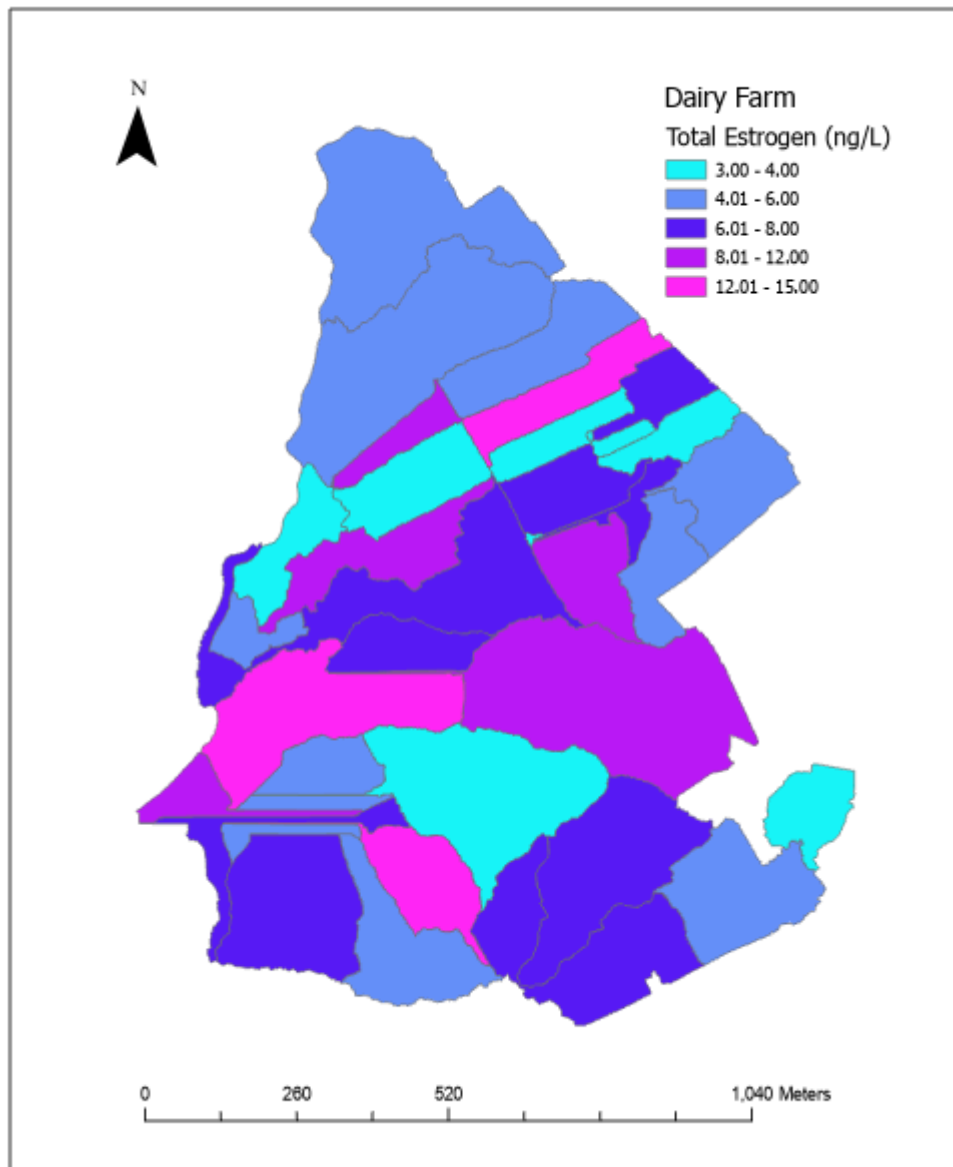 N
Dairy Farm
Total Estrogen (ng/L)
3.00 - 4.00
4.01 - 6.00
6.01 - 8.00
8.01 - 12.00
12.01 - 15.00
0 260 520 1,040 Meters